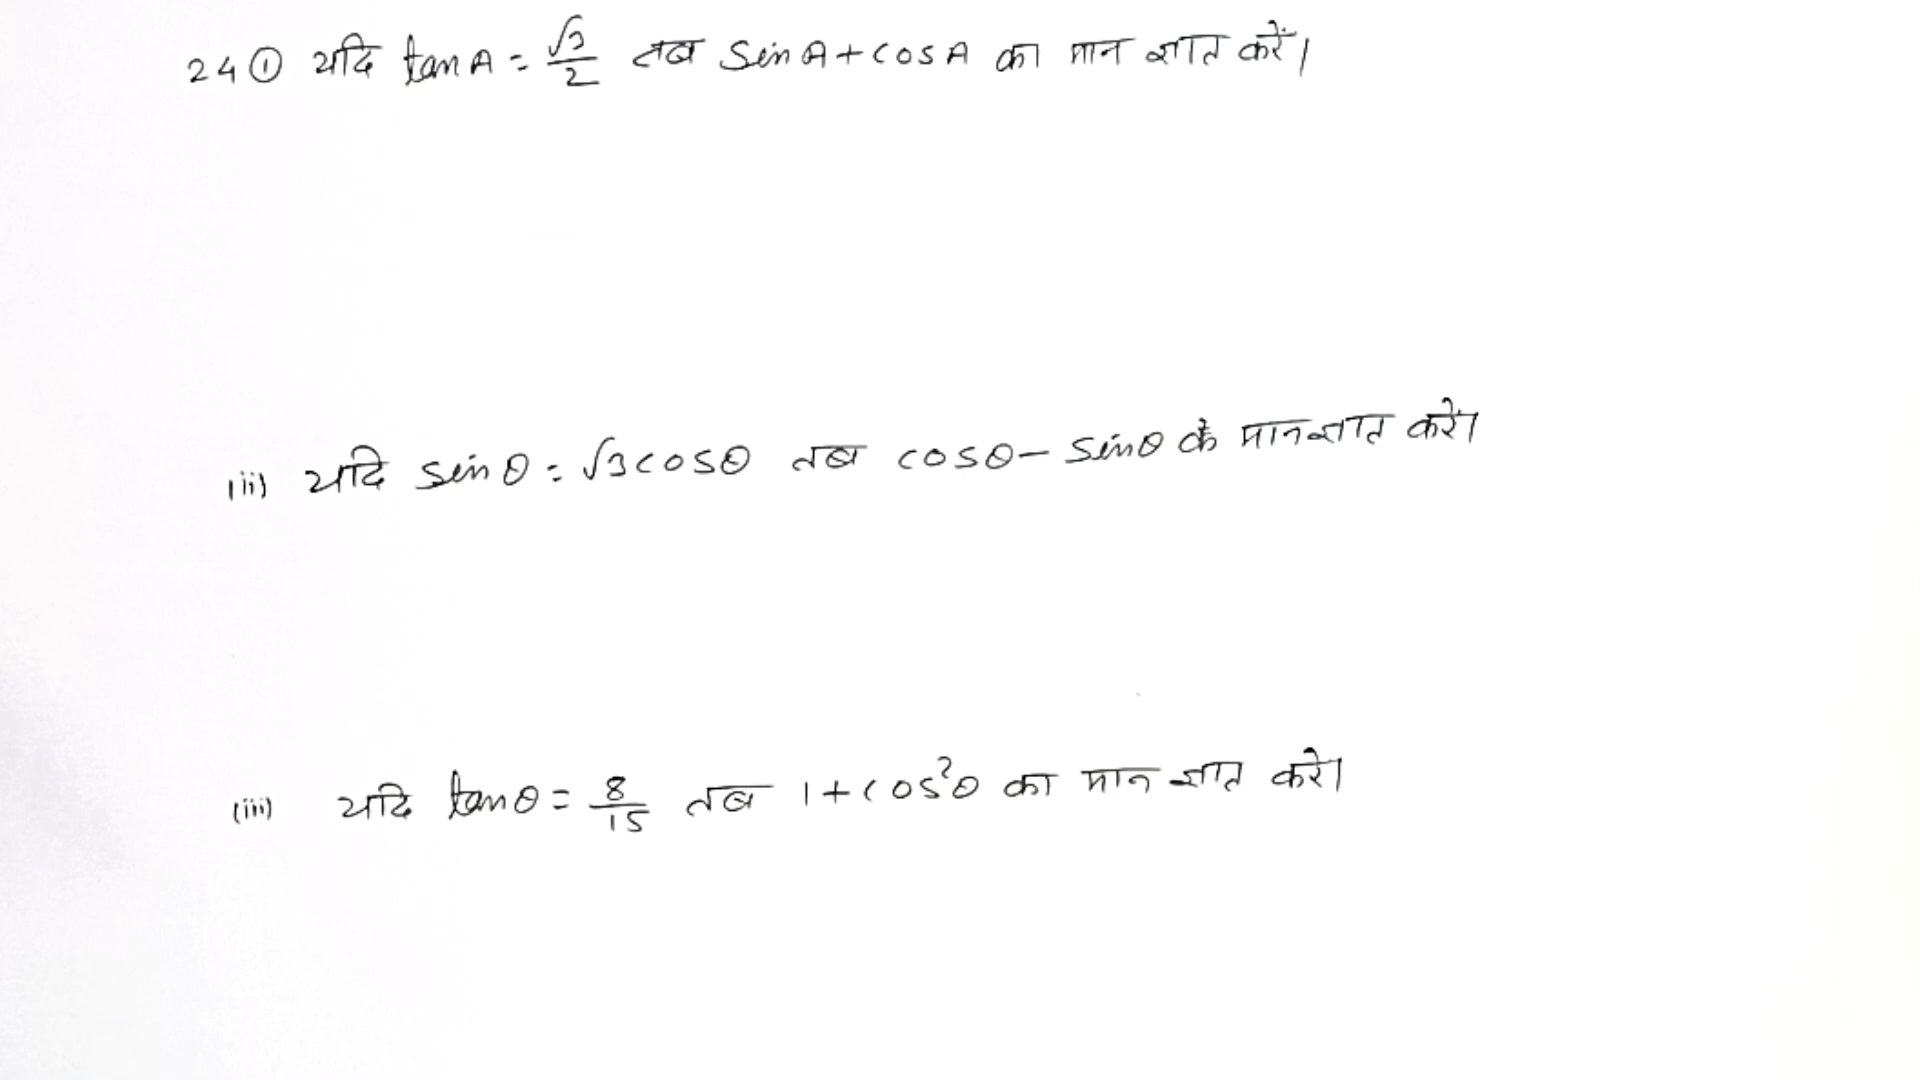 24 ① यदि tan A = √3/2 तब sin A + cos A का मान ज्ञात करें।
(ii) यदि sin θ = √3 cos θ तब cos θ - sin θ के मान ज्ञात करें।
(iii) यदि tan θ = 8/15 तब 1 + cos²θ का मान ज्ञात करे।